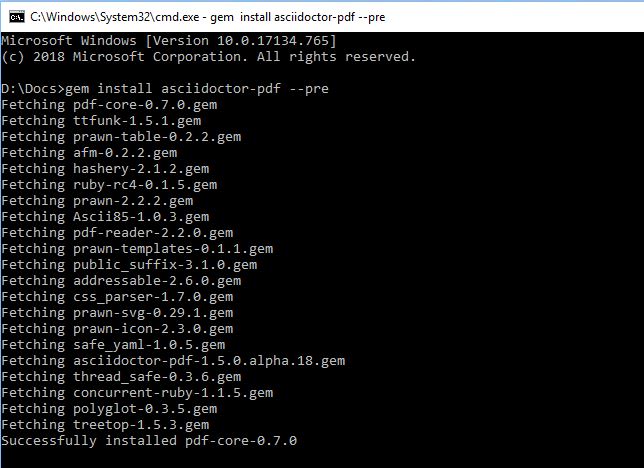 C:\Windows\System32\cmd.exe - gem  install asciidoctor-pdf --pre
Microsoft Windows [Version 10.0.17134.765]
(c) 2018 Microsoft Corporation. All rights reserved.
D:\Docs>gem install asciidoctor-pdf --pre
Fetching pdf-core-0.7.0.gem
Fetching ttfunk-1.5.1.gem
Fetching prawn-table-0.2.2.gem
Fetching afm-0.2.2.gem
Fetching hashery-2.1.2.gem
Fetching ruby-rc4-0.1.5.gem
Fetching prawn-2.2.2.gem
Fetching Ascii85-1.0.3.gem
Fetching pdf-reader-2.2.0.gem
Fetching prawn-templates-0.1.1.gem
Fetching public_suffix-3.1.0.gem
Fetching addressable-2.6.0.gem
Fetching css_parser-1.7.0.gem
Fetching prawn-svg-0.29.1.gem
Fetching prawn-icon-2.3.0.gem
Fetching safe_yaml-1.0.5.gem
Fetching asciidoctor-pdf-1.5.0.alpha.18.gem
Fetching thread_safe-0.3.6.gem
Fetching concurrent-ruby-1.1.5.gem
Fetching polyglot-0.3.5.gem
Fetching treetop-1.5.3.gem
Successfully installed pdf-core-0.7.0